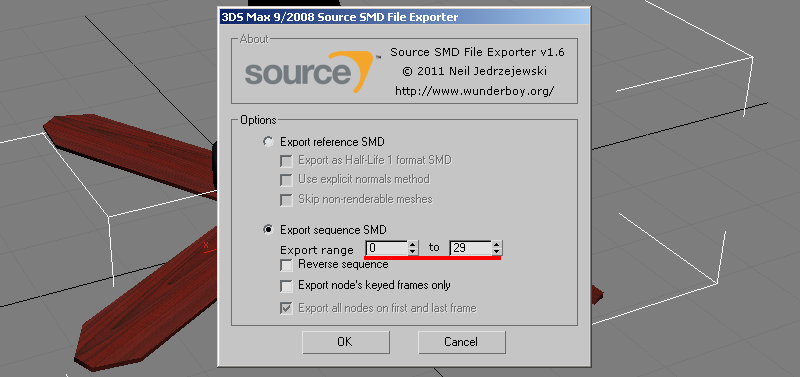 3DS Max 9/2008 Source SMD File Exporter
About
source™
Source SMD File Exporter v1.6
© 2011 Neil Jedrzejewski
http://www.wunderboy.org/
Options
Export reference SMD
Export as Half-Life 1 format SMD
Use explicit normals method
Skip non-renderable meshes
Export sequence SMD
Export range 0 to 29
Reverse sequence
Export node's keyed frames only
Export all nodes on first and last frame
OK Cancel
x